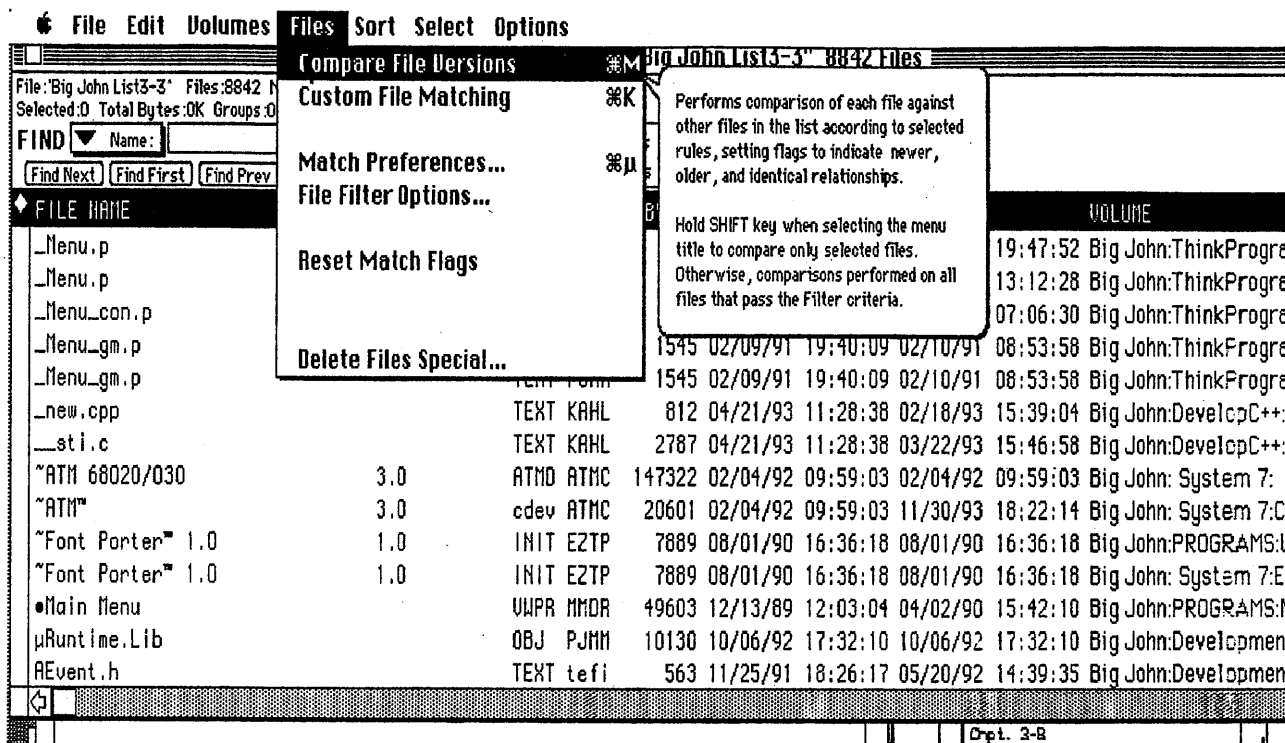 File Edit Volumes Files Sort Select Options
Big John List3-3" 8842 Files
File:"Big John List3-3" Files:8842
Selected:0 Total Bytes:0K Groups:0
FIND Name:
Find Next Find First Find Prev
Compare File Versions ⌘M
Custom File Matching ⌘K
Match Preferences... ⌘µ
File Filter Options...
Reset Match Flags
Delete Files Special...
Performs comparison of each file against
other files in the list according to selected
rules, setting flags to indicate newer,
older, and identical relationships.
Hold SHIFT key when selecting the menu
title to compare only selected files.
Otherwise, comparisons performed on all
files that pass the Filter criteria.
FILE NAME VOLUME
_Menu.p 19:47:52 Big John:ThinkProgra
_Menu.p 13:12:28 Big John:ThinkProgra
_Menu_con.p 07:06:30 Big John:ThinkProgra
_Menu_gm.p 1545 02/09/91 19:40:09 02/10/91 08:53:58 Big John:ThinkProgra
_Menu_gm.p 1545 02/09/91 19:40:09 02/10/91 08:53:58 Big John:ThinkProgra
_new.cpp TEXT KAHL 812 04/21/93 11:28:38 02/18/93 15:39:04 Big John:DevelopC++:
__sti.c TEXT KAHL 2787 04/21/93 11:28:38 03/22/93 15:46:58 Big John:DevelopC++:
~ATM 68020/030 3.0 ATMD ATMC 147322 02/04/92 09:59:03 02/04/92 09:59:03 Big John: System 7:
~ATM™ 3.0 cdev ATMC 20601 02/04/92 09:59:03 11/30/93 18:22:14 Big John: System 7:C
~Font Porter™ 1.0 1.0 INIT EZTP 7889 08/01/90 16:36:18 08/01/90 16:36:18 Big John:PROGRAMS:U
~Font Porter™ 1.0 1.0 INIT EZTP 7889 08/01/90 16:36:18 08/01/90 16:36:18 Big John: System 7:E
•Main Menu VWPR MMDR 49603 12/13/89 12:03:04 04/02/90 15:42:10 Big John:PROGRAMS:M
µRuntime.Lib OBJ PJMM 10130 10/06/92 17:32:10 10/06/92 17:32:10 Big John:Developmen
AEvent.h TEXT tefi 563 11/25/91 18:26:17 05/20/92 14:39:35 Big John:Developmen
Crpt. 3-B